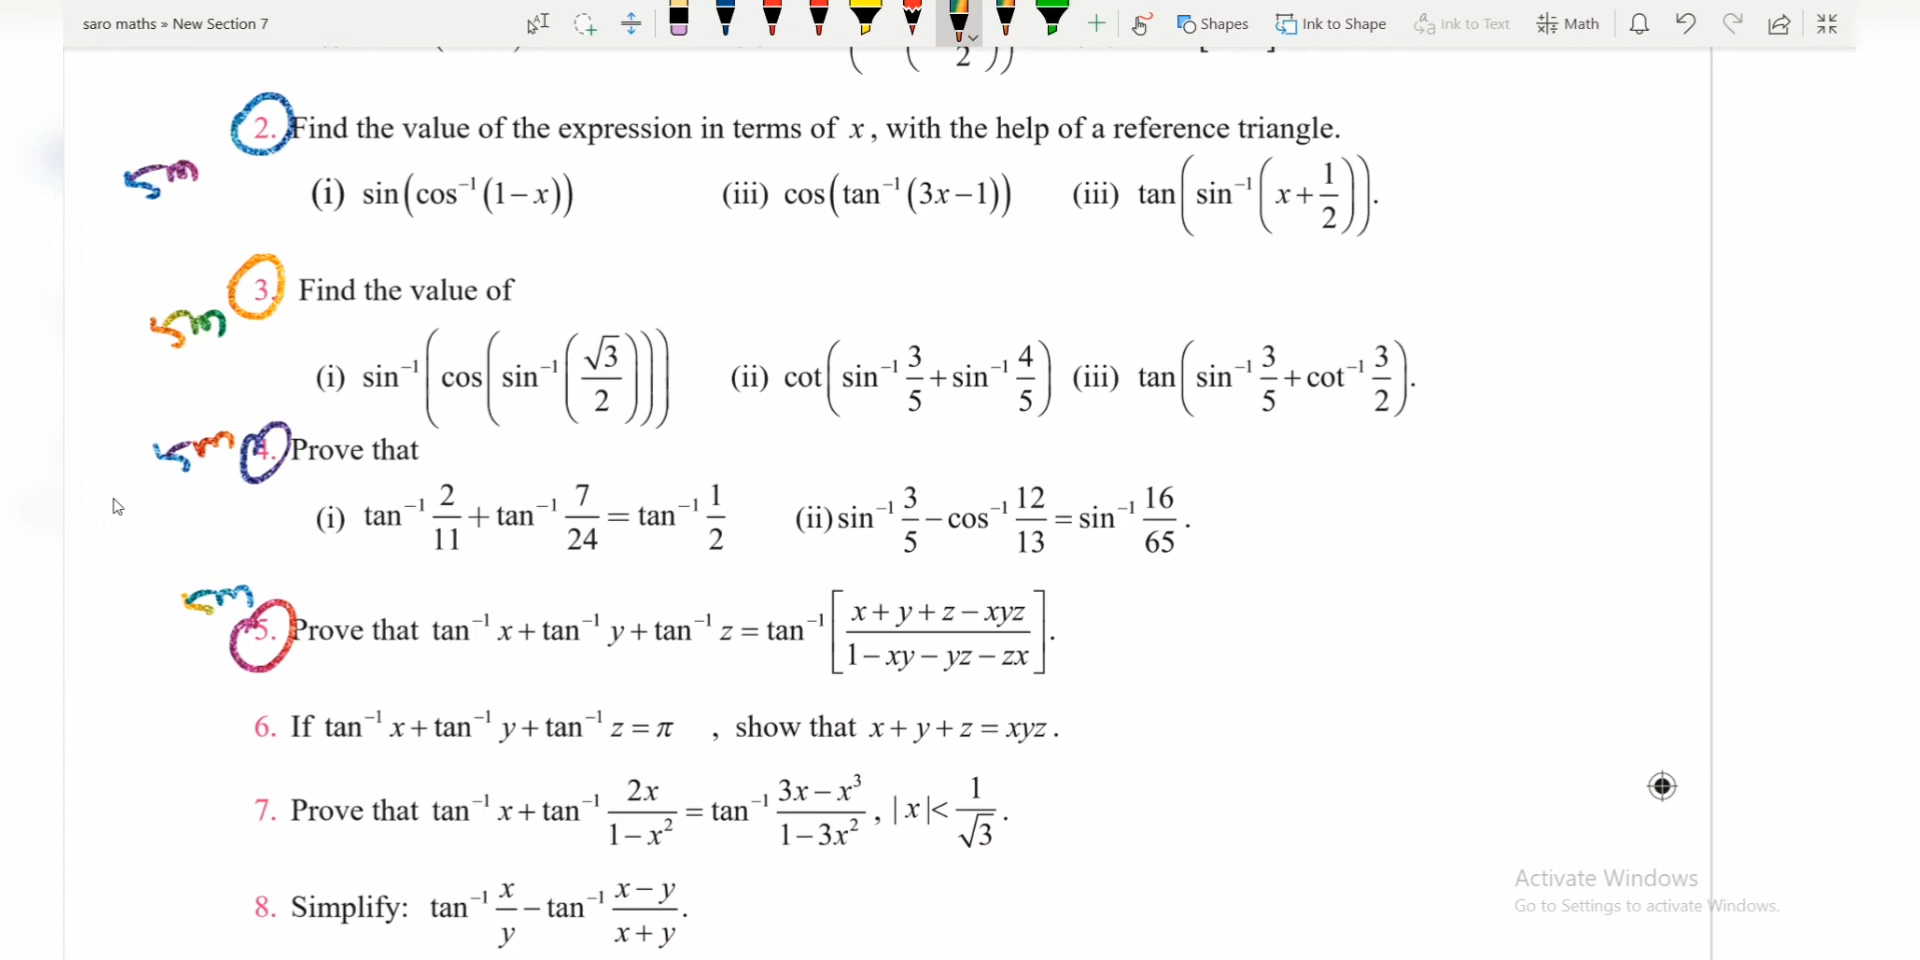 saro maths » New Section 7
Shapes Ink to Shape Ink to Text Math
2. Find the value of the expression in terms of x, with the help of a reference triangle.
5m
(i) sin(cos⁻¹(1−x)) (iii) cos(tan⁻¹(3x−1)) (iii) tan(sin⁻¹(x+1/2)).
3. Find the value of
5m
(i) sin⁻¹(cos(sin⁻¹(√3/2))) (ii) cot(sin⁻¹ 3/5 + sin⁻¹ 4/5) (iii) tan(sin⁻¹ 3/5 + cot⁻¹ 3/2).
5m 4. Prove that
(i) tan⁻¹ 2/11 + tan⁻¹ 7/24 = tan⁻¹ 1/2 (ii) sin⁻¹ 3/5 − cos⁻¹ 12/13 = sin⁻¹ 16/65.
5m
5. Prove that tan⁻¹ x + tan⁻¹ y + tan⁻¹ z = tan⁻¹[(x+y+z−xyz)/(1−xy−yz−zx)].
6. If tan⁻¹ x + tan⁻¹ y + tan⁻¹ z = π , show that x+y+z = xyz.
7. Prove that tan⁻¹ x + tan⁻¹ 2x/(1−x²) = tan⁻¹ (3x−x³)/(1−3x²), |x|< 1/√3.
8. Simplify: tan⁻¹ x/y − tan⁻¹ (x−y)/(x+y).
Activate Windows
Go to Settings to activate Windows.